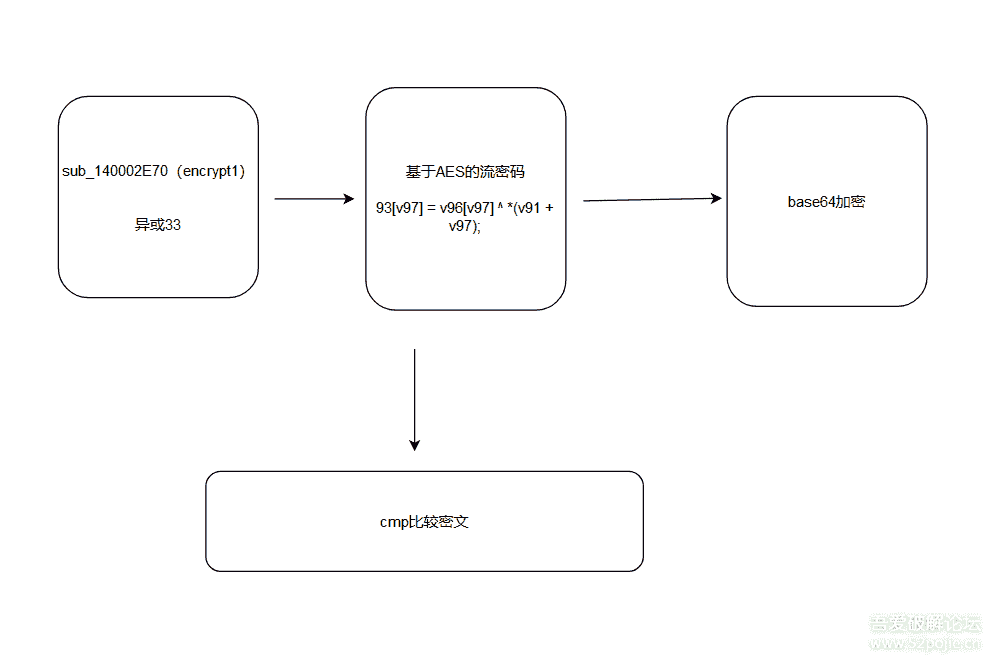 sub_140002E70（encrypt1）
异或33
基于AES的流密码
93[v97] = v96[v97] ^ *(v91 +
v97);
base64加密
cmp比较密文
吾爱破解论坛
www.52pojie.cn